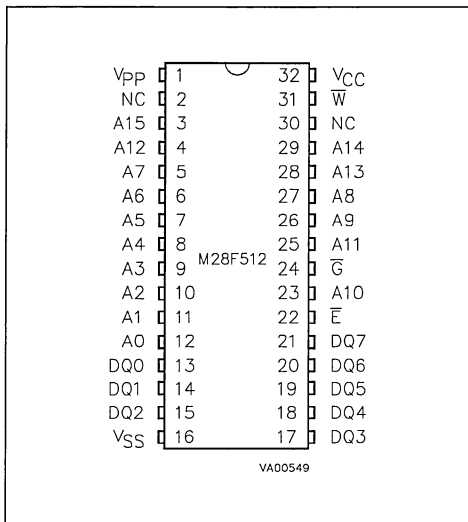 VPP 1 32 VCC
NC 2 31 W̅
A15 3 30 NC
A12 4 29 A14
A7 5 28 A13
A6 6 27 A8
A5 7 26 A9
A4 8 25 A11
M28F512
A3 9 24 G̅
A2 10 23 A10
A1 11 22 E̅
A0 12 21 DQ7
DQ0 13 20 DQ6
DQ1 14 19 DQ5
DQ2 15 18 DQ4
VSS 16 17 DQ3
VA00549